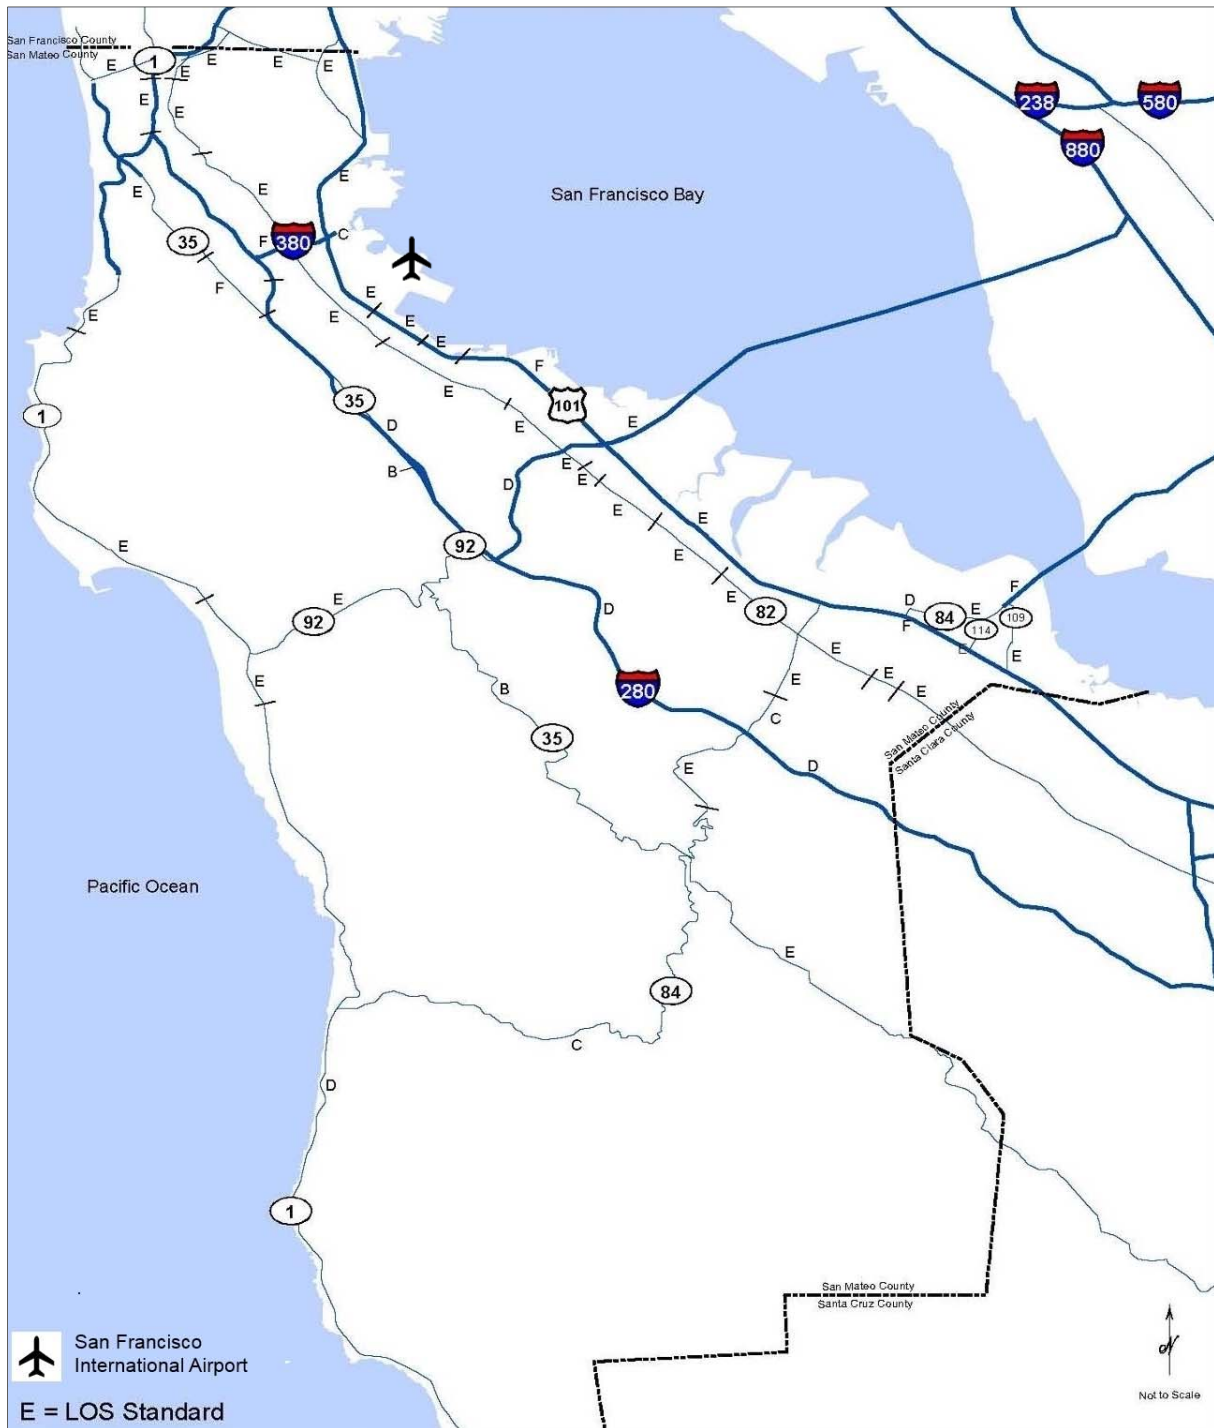 San Francisco County
San Mateo County
E
1
E
E
E
E
E
E
E
238
580
880
San Francisco Bay
E
E
E
35
F
380
C
F
E
E
E
E
E
F
1
35
E
101
D
E
E
B
D
E
E
E
E
92
E
E
E
92
E
D
82
D
84
E
F
F
114
109
E
E
E
E
E
B
E
E
280
C
San Mateo County
Santa Clara County
35
E
D
Pacific Ocean
E
84
C
D
1
San Mateo County
Santa Cruz County
San Francisco
International Airport
N
Not to Scale
E = LOS Standard